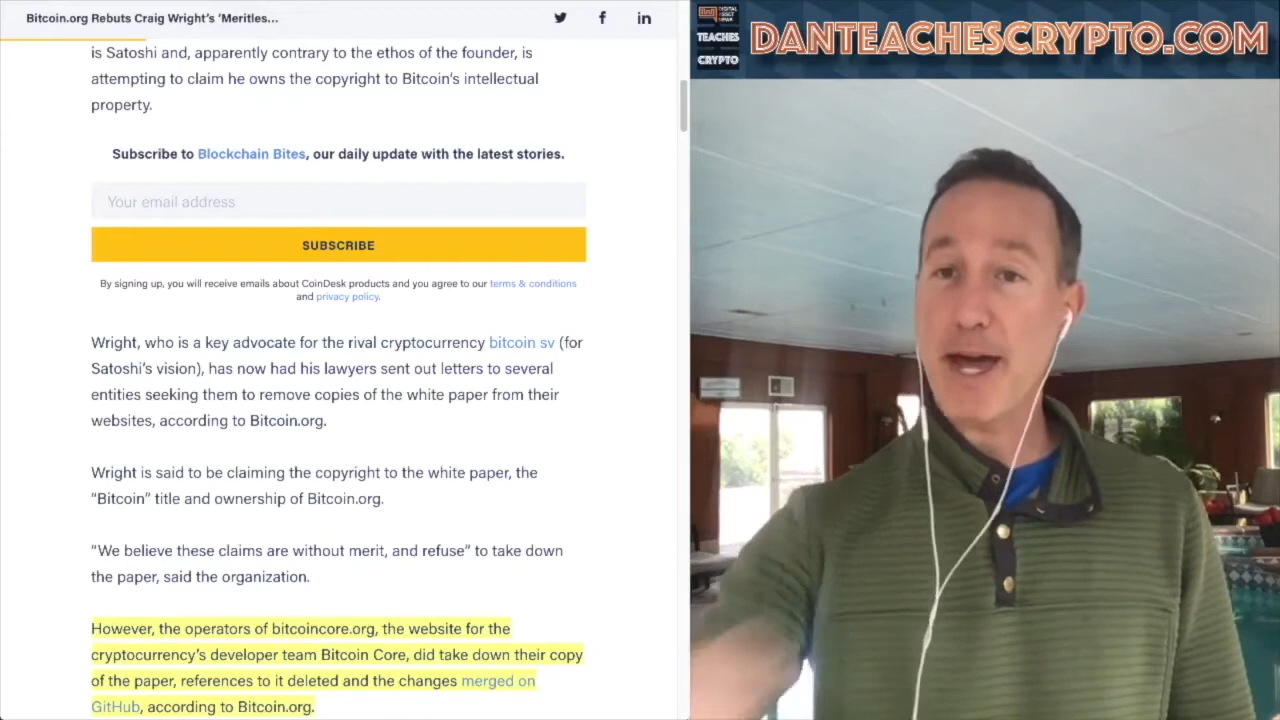 Bitcoin.org Rebuts Craig Wright's 'Meritless...
is Satoshi and, apparently contrary to the ethos of the founder, is
attempting to claim he owns the copyright to Bitcoin's intellectual
property.
Subscribe to Blockchain Bites, our daily update with the latest stories.
Your email address
SUBSCRIBE
By signing up, you will receive emails about CoinDesk products and you agree to our terms & conditions
and privacy policy.
Wright, who is a key advocate for the rival cryptocurrency bitcoin sv (for
Satoshi's vision), has now had his lawyers sent out letters to several
entities seeking them to remove copies of the white paper from their
websites, according to Bitcoin.org.
Wright is said to be claiming the copyright to the white paper, the
“Bitcoin” title and ownership of Bitcoin.org.
“We believe these claims are without merit, and refuse” to take down
the paper, said the organization.
However, the operators of bitcoincore.org, the website for the
cryptocurrency's developer team Bitcoin Core, did take down their copy
of the paper, references to it deleted and the changes merged on
GitHub, according to Bitcoin.org.
DIGITAL
ASSET
NEWS
TEACHES
CRYPTO
DANTEACHESCRYPTO.COM